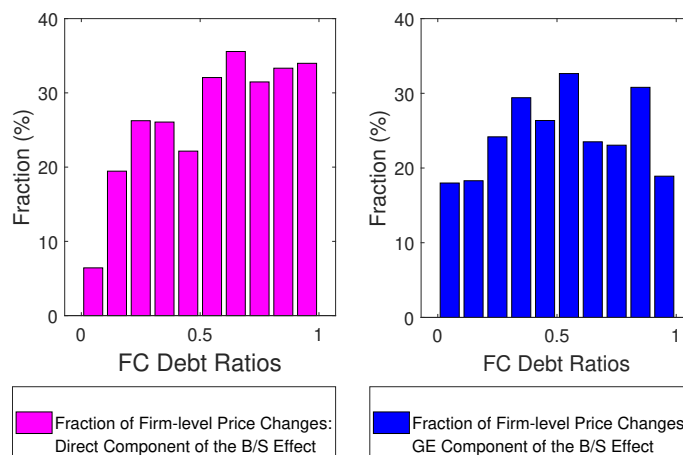 40
30
20
10
0
Fraction (%)
0
0.5
1
FC Debt Ratios
Fraction of Firm-level Price Changes:
Direct Component of the B/S Effect
40
30
20
10
0
Fraction (%)
0
0.5
1
FC Debt Ratios
Fraction of Firm-level Price Changes
GE Component of the B/S Effect